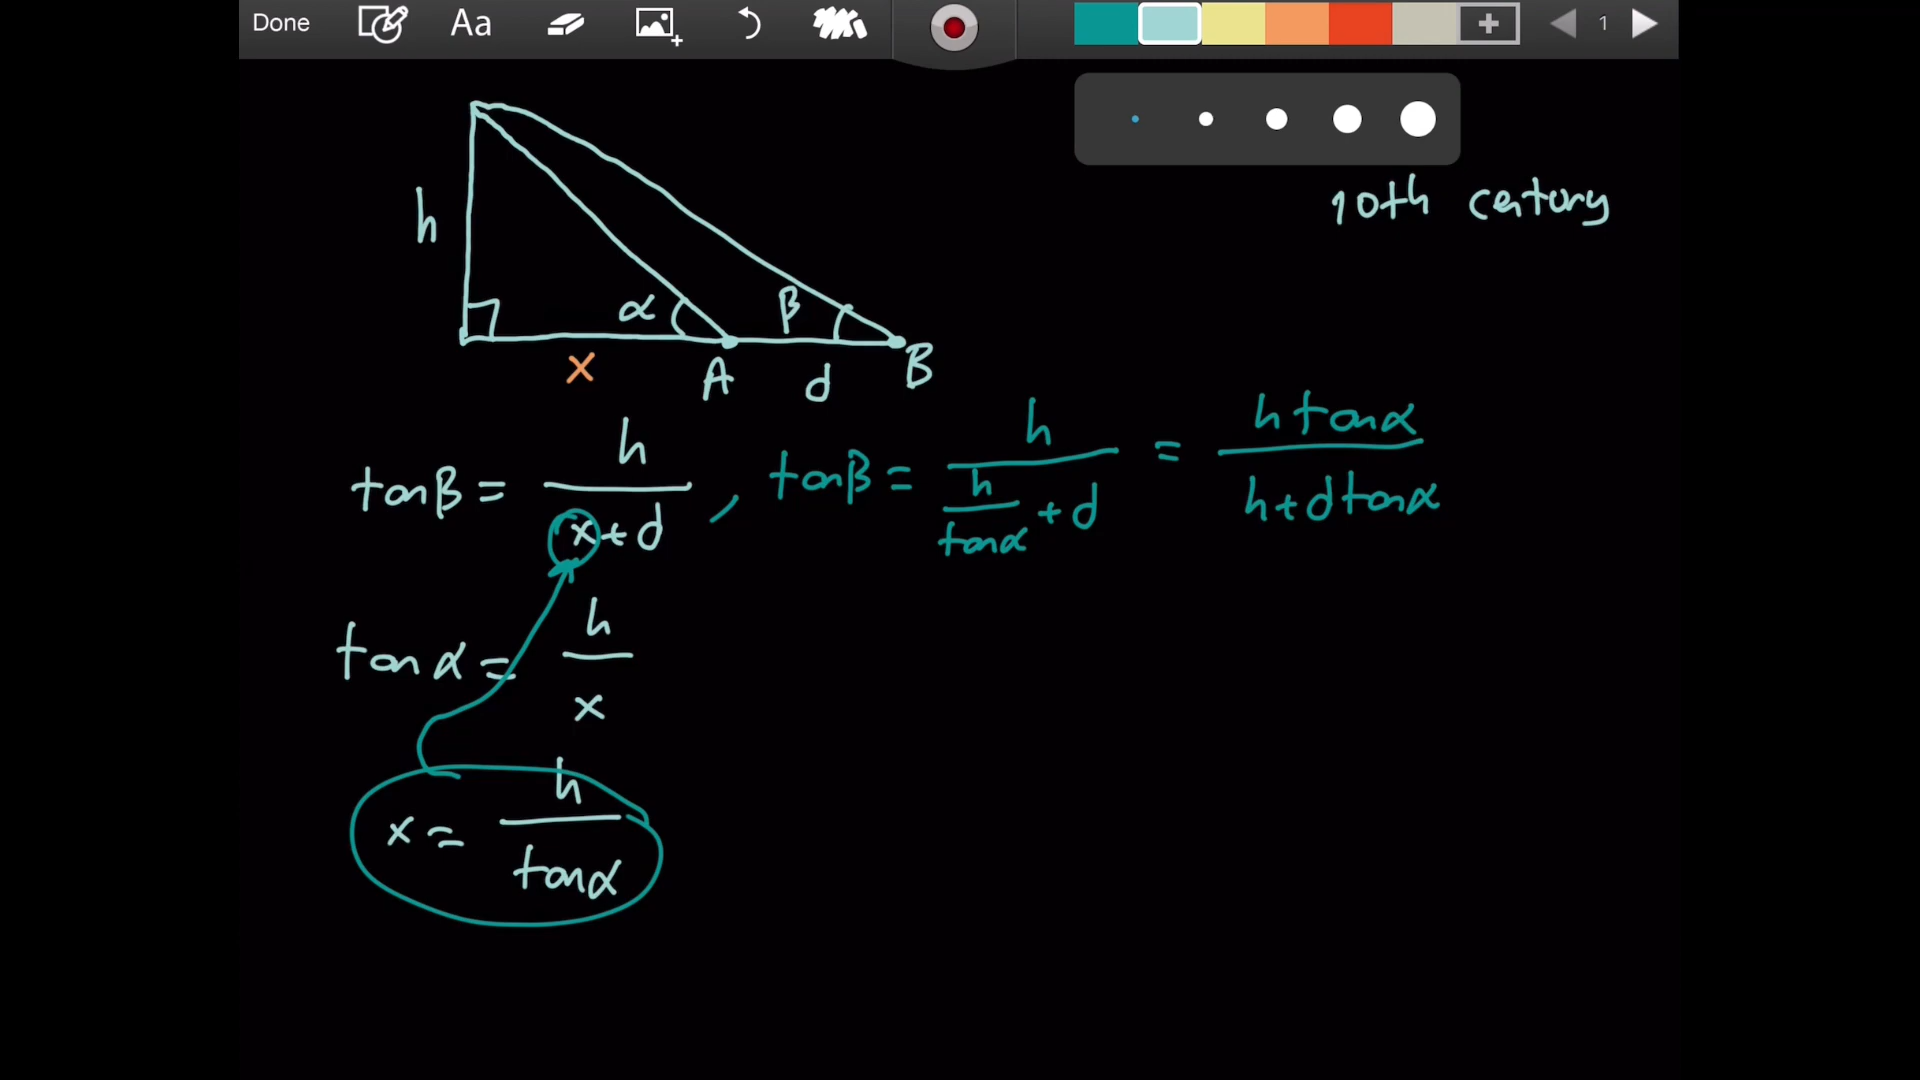 Done Aa 1
10th century
h
α β
x A d B
tanβ = h / (x + d) , tanβ = h / (h / tanα + d) = h tanα / (h + d tanα)
tanα = h / x
x = h / tanα